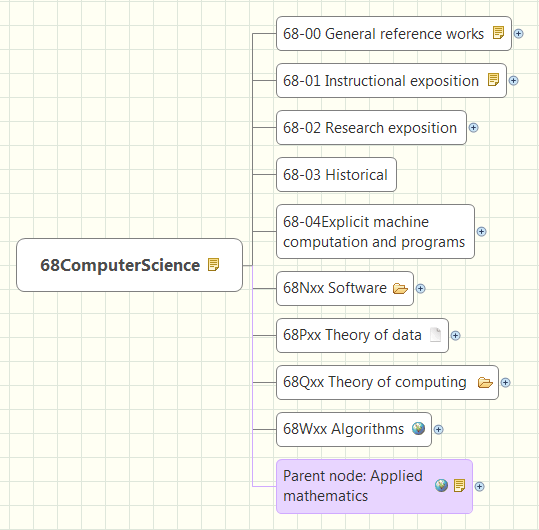 68-00 General reference works
68-01 Instructional exposition
68-02 Research exposition
68-03 Historical
68-04Explicit machine
computation and programs
68ComputerScience
68Nxx Software
68Pxx Theory of data
68Qxx Theory of computing
68Wxx Algorithms
Parent node: Applied
mathematics